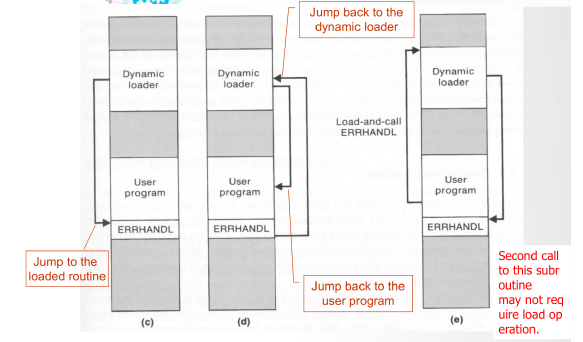 Jump back to the
dynamic loader
Dynamic
loader
Dynamic
loader
Dynamic
loader
Load-and-call
ERRHANDL
User
program
User
program
User
program
ERRHANDL
ERRHANDL
ERRHANDL
Jump to the
loaded routine
Jump back to the
user program
Second call
to this subr
outine
may not req
uire load op
eration.
(c)
(d)
(e)